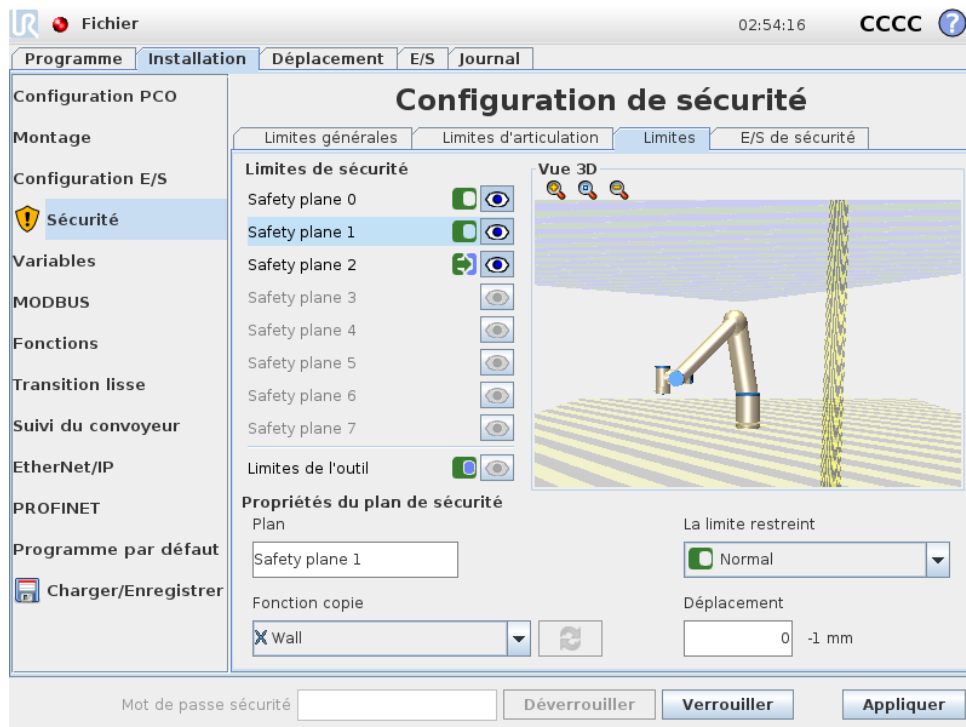 UR Fichier 02:54:16 CCCC ?
Programme Installation Déplacement E/S Journal
Configuration PCO
Montage
Configuration E/S
Sécurité
Variables
MODBUS
Fonctions
Transition lisse
Suivi du convoyeur
EtherNet/IP
PROFINET
Programme par défaut
Charger/Enregistrer
Configuration de sécurité
Limites générales Limites d'articulation Limites E/S de sécurité
Limites de sécurité
Safety plane 0
Safety plane 1
Safety plane 2
Safety plane 3
Safety plane 4
Safety plane 5
Safety plane 6
Safety plane 7
Limites de l'outil
Vue 3D
Propriétés du plan de sécurité
Plan
Safety plane 1
La limite restreint
Normal
Fonction copie
Wall
Déplacement
0 -1 mm
Mot de passe sécurité Déverrouiller Verrouiller Appliquer